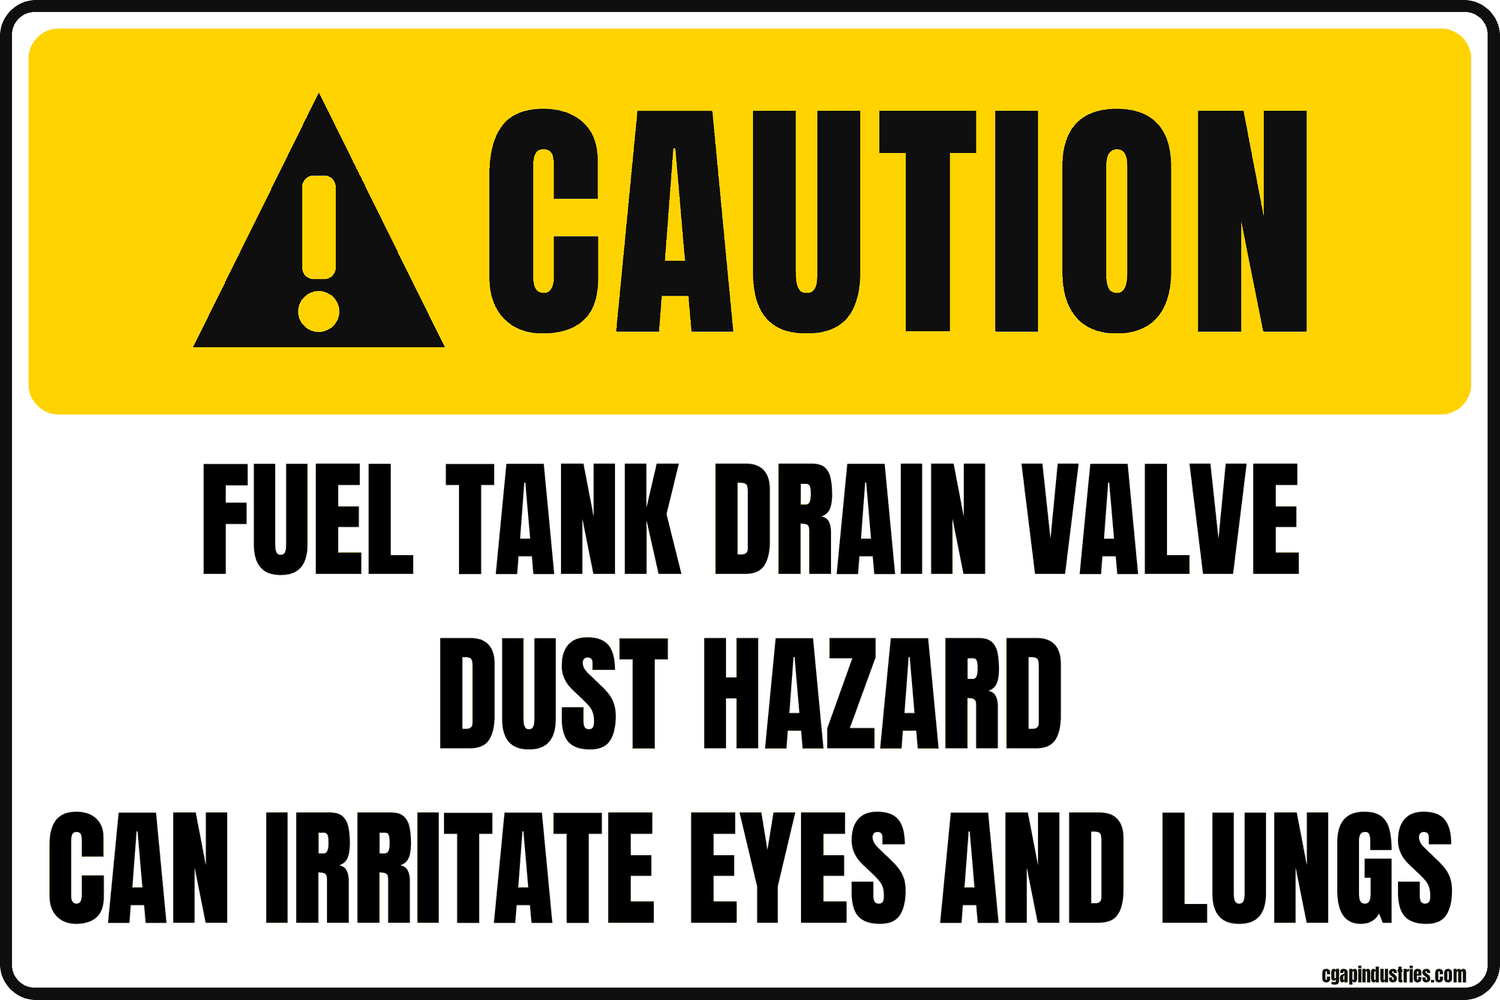 CAUTION
FUEL TANK DRAIN VALVE
DUST HAZARD
CAN IRRITATE EYES AND LUNGS
cgapindustries.com